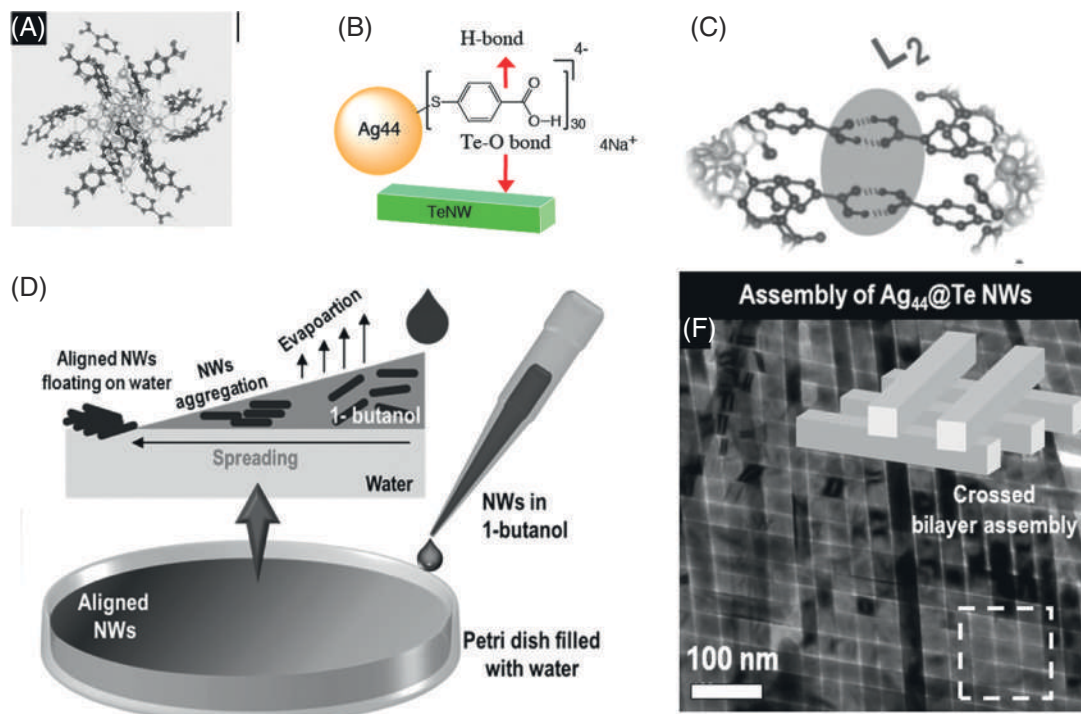 (A)
(B)
H-bond
4-
S
O
O-H
30
Ag44
Te-O bond
4Na⁺
TeNW
(C)
L₂
(D)
Evapoartion
Aligned NWs
floating on water
NWs
aggregation
1- butanol
Spreading
Water
NWs in
1-butanol
Aligned
NWs
Petri dish filled
with water
Assembly of Ag₄₄@Te NWs
(F)
Crossed
bilayer assembly
100 nm